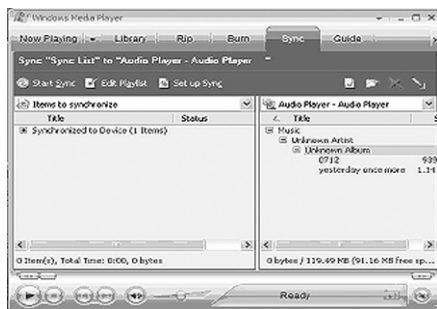 Windows Media Player
Now Playing Library Rip Burn Sync Guide
Sync "Sync List" to "Audio Player - Audio Player "
Start Sync Edit Playlist Set up Sync
Items to synchronize
Title Status
Synchronized to Device (1 Items)
0 Item(s), Total Time: 0:00, 0 bytes
Audio Player - Audio Player
Title S
Music
Unknown Artist
Unknown Album
0712 939
yesterday once more 1.14
0 bytes / 119.49 MB (91.16 MB free sp...
Ready